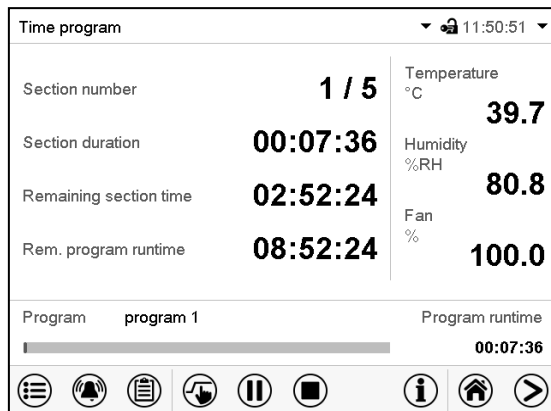 Time program 11:50:51
Section number 1 / 5
Section duration 00:07:36
Remaining section time 02:52:24
Rem. program runtime 08:52:24
Temperature
°C
39.7
Humidity
%RH
80.8
Fan
%
100.0
Program program 1 Program runtime
00:07:36